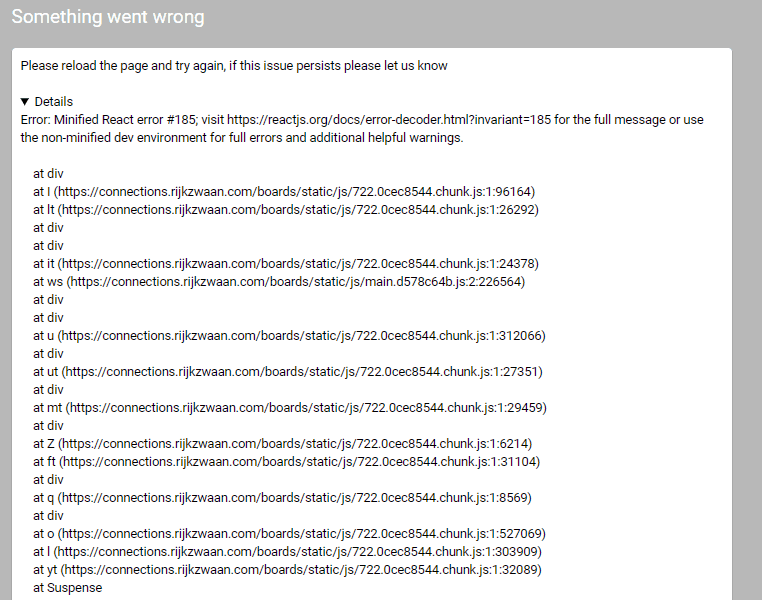 Something went wrong
Please reload the page and try again, if this issue persists please let us know
▼ Details
Error: Minified React error #185; visit https://reactjs.org/docs/error-decoder.html?invariant=185 for the full message or use
the non-minified dev environment for full errors and additional helpful warnings.
at div
at I (https://connections.rijkzwaan.com/boards/static/js/722.0cec8544.chunk.js:1:96164)
at lt (https://connections.rijkzwaan.com/boards/static/js/722.0cec8544.chunk.js:1:26292)
at div
at div
at it (https://connections.rijkzwaan.com/boards/static/js/722.0cec8544.chunk.js:1:24378)
at ws (https://connections.rijkzwaan.com/boards/static/js/main.d578c64b.js:2:226564)
at div
at div
at u (https://connections.rijkzwaan.com/boards/static/js/722.0cec8544.chunk.js:1:312066)
at div
at ut (https://connections.rijkzwaan.com/boards/static/js/722.0cec8544.chunk.js:1:27351)
at div
at mt (https://connections.rijkzwaan.com/boards/static/js/722.0cec8544.chunk.js:1:29459)
at div
at Z (https://connections.rijkzwaan.com/boards/static/js/722.0cec8544.chunk.js:1:6214)
at ft (https://connections.rijkzwaan.com/boards/static/js/722.0cec8544.chunk.js:1:31104)
at div
at q (https://connections.rijkzwaan.com/boards/static/js/722.0cec8544.chunk.js:1:8569)
at div
at o (https://connections.rijkzwaan.com/boards/static/js/722.0cec8544.chunk.js:1:527069)
at l (https://connections.rijkzwaan.com/boards/static/js/722.0cec8544.chunk.js:1:303909)
at yt (https://connections.rijkzwaan.com/boards/static/js/722.0cec8544.chunk.js:1:32089)
at Suspense